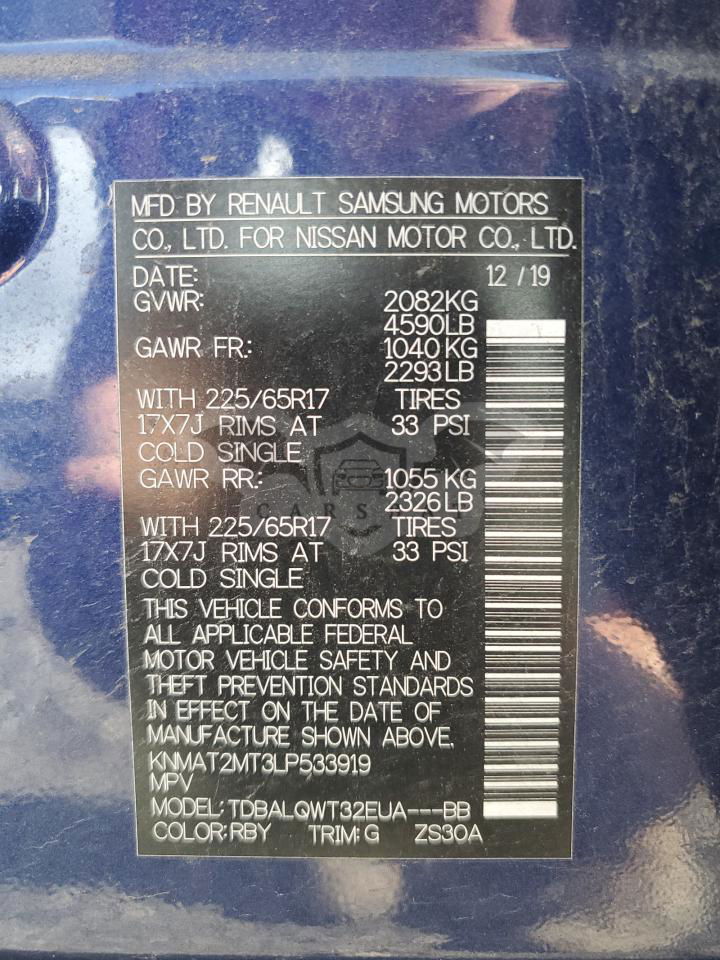 MFD BY RENAULT SAMSUNG MOTORS
CO., LTD. FOR NISSAN MOTOR CO., LTD.
DATE: 12 / 19
GVWR: 2082KG
4590LB
GAWR FR.: 1040 KG
2293 LB
WITH 225/65R17 TIRES
17X7J RIMS AT 33 PSI
COLD SINGLE
GAWR RR.: 1055 KG
2326 LB
WITH 225/65R17 TIRES
17X7J RIMS AT 33 PSI
COLD SINGLE
THIS VEHICLE CONFORMS TO
ALL APPLICABLE FEDERAL
MOTOR VEHICLE SAFETY AND
THEFT PREVENTION STANDARDS
IN EFFECT ON THE DATE OF
MANUFACTURE SHOWN ABOVE.
KNMAT2MT3LP533919
MPV
MODEL: TDBALQWT32EUA---BB
COLOR: RBY TRIM: G ZS30A